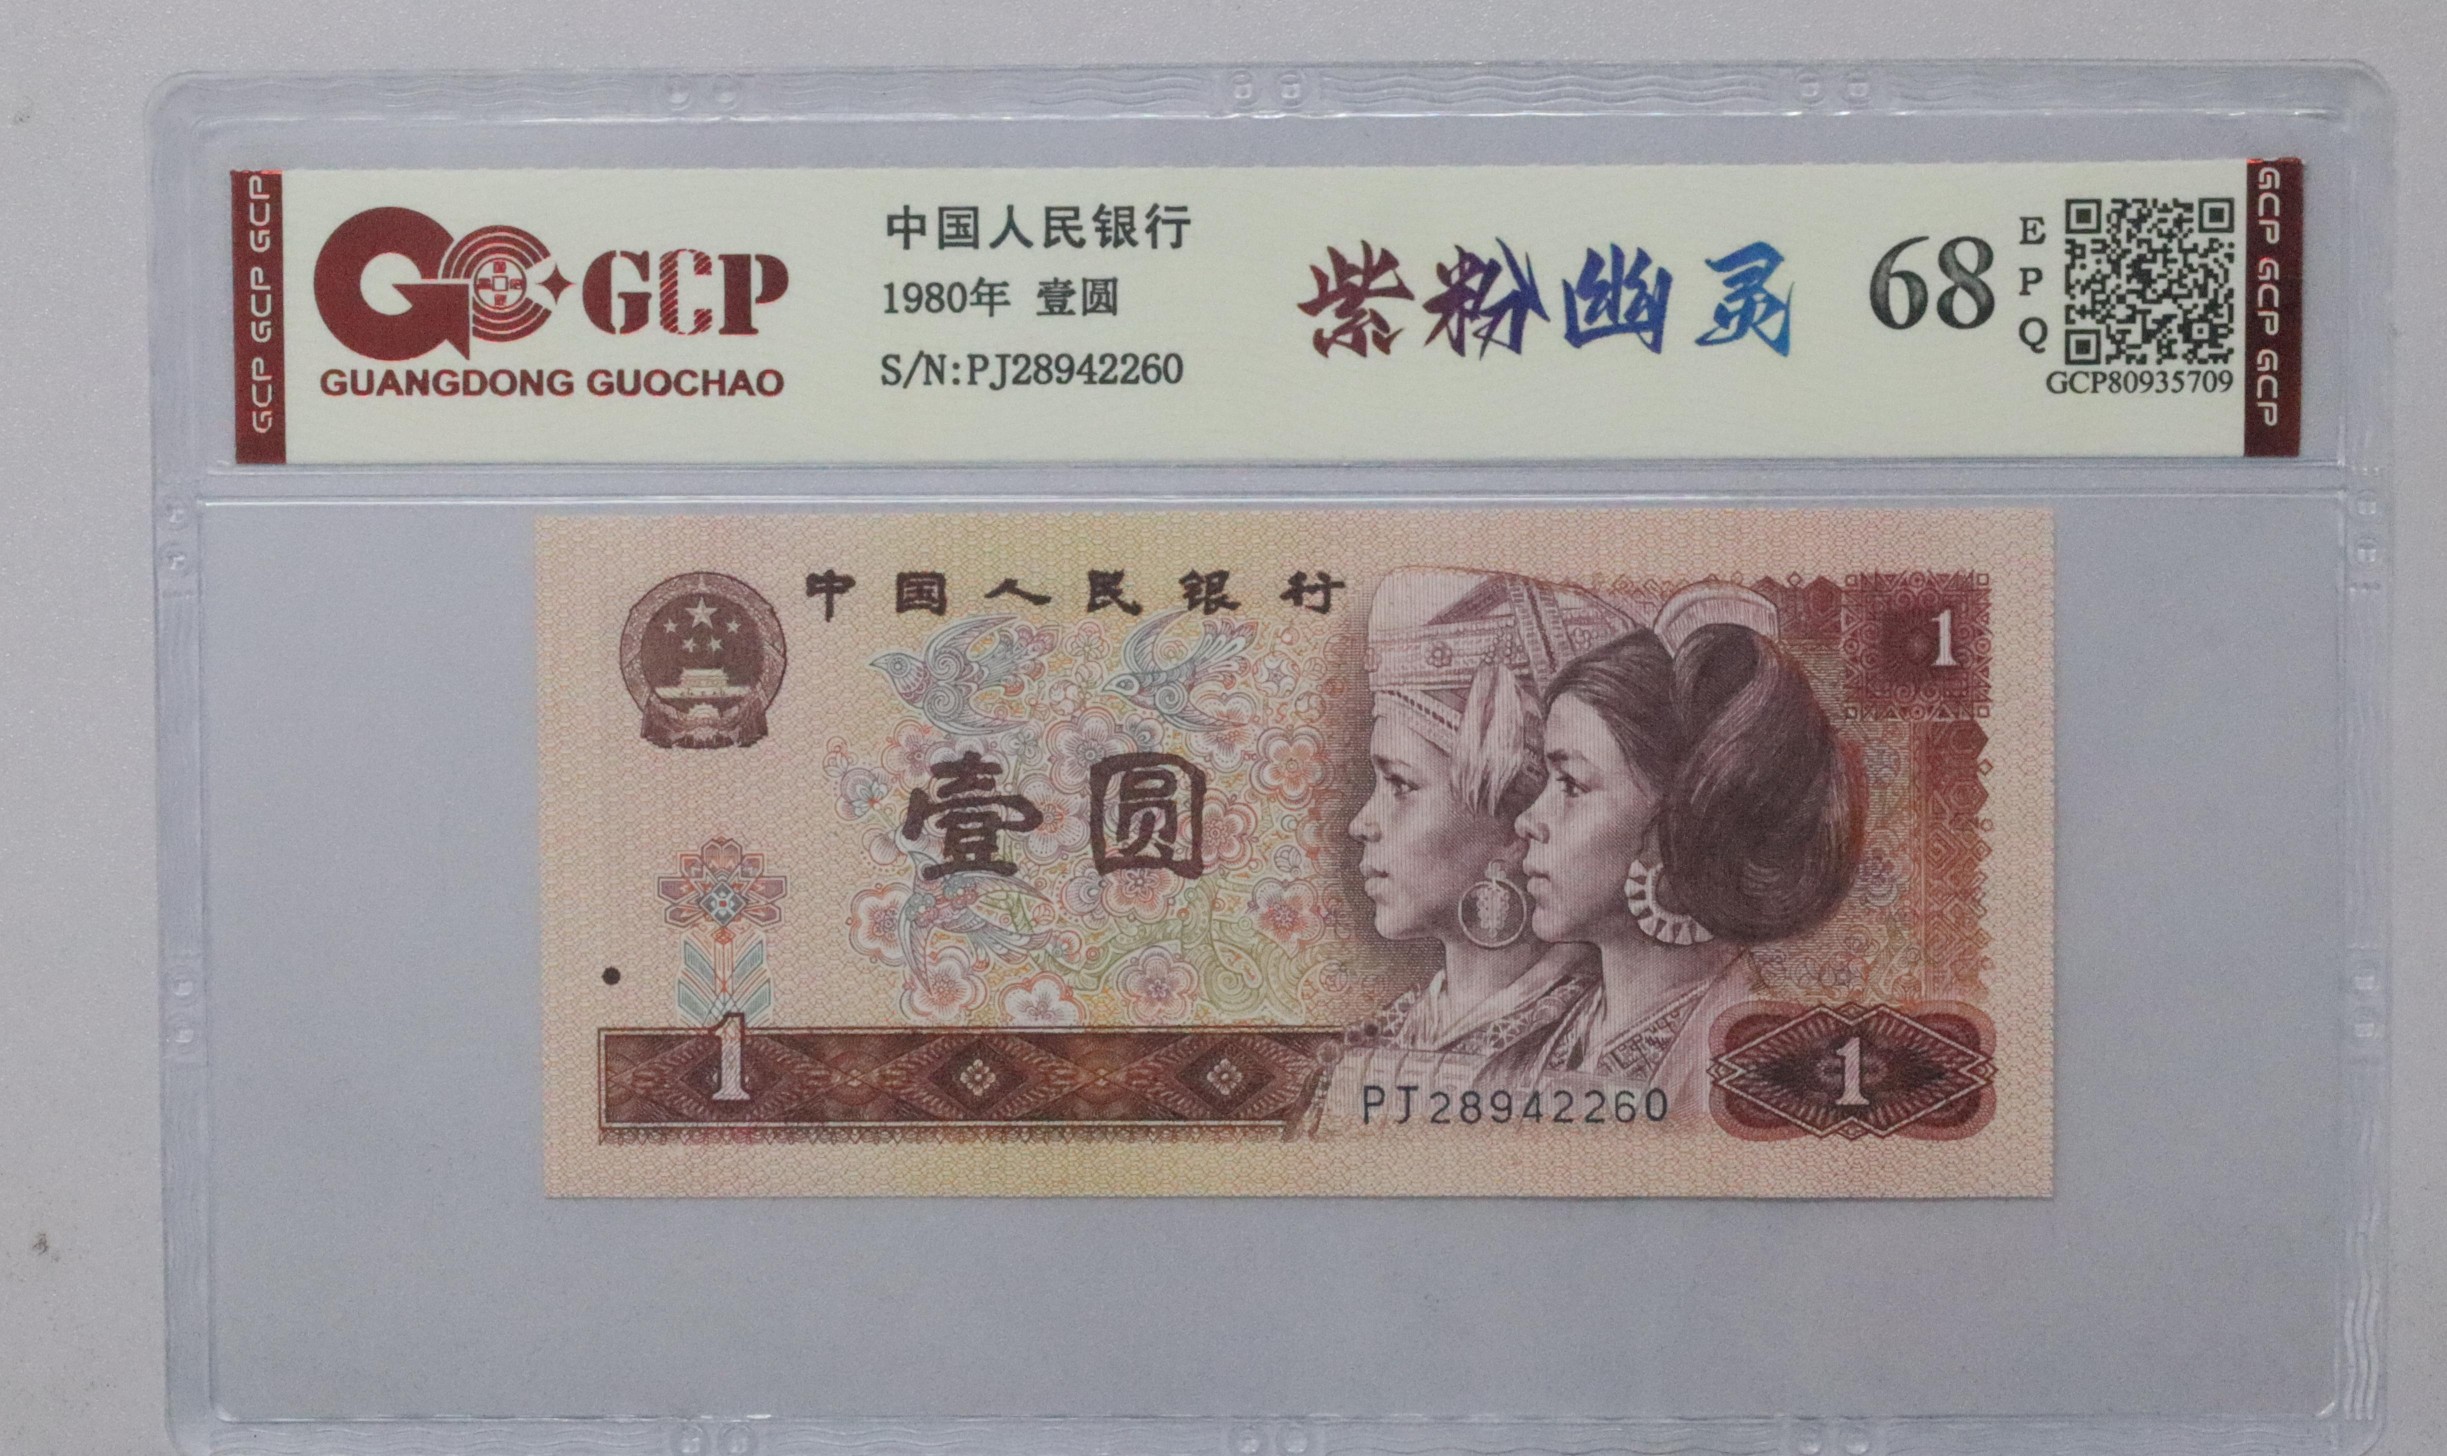 GCP GCP GCP
GCP
GUANGDONG GUOCHAO
中国人民银行
1980年 壹圆
S/N:PJ28942260
紫粉幽灵
68
EPQ
GCP80935709
GCP GCP GCP
中国人民银行
1
壹圆
1
PJ28942260
1